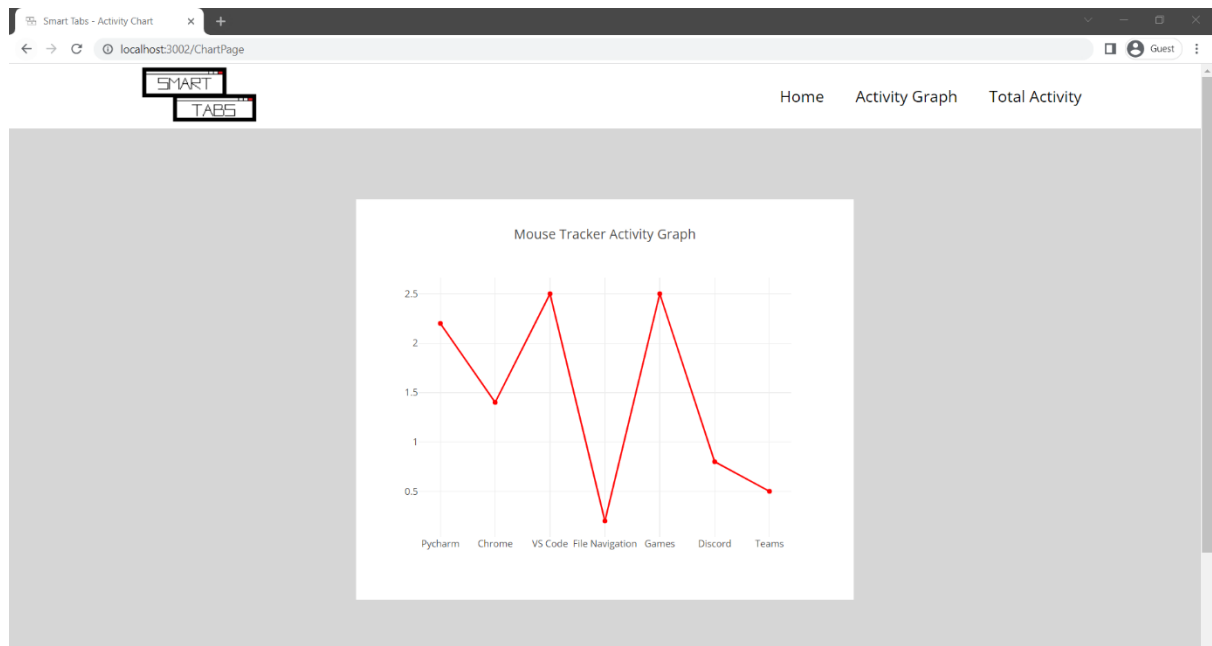 Smart Tabs - Activity Chart
localhost:3002/ChartPage
Guest
SMART
TABS
Home Activity Graph Total Activity
Mouse Tracker Activity Graph
2.5
2
1.5
1
0.5
Pycharm Chrome VS Code File Navigation Games Discord Teams